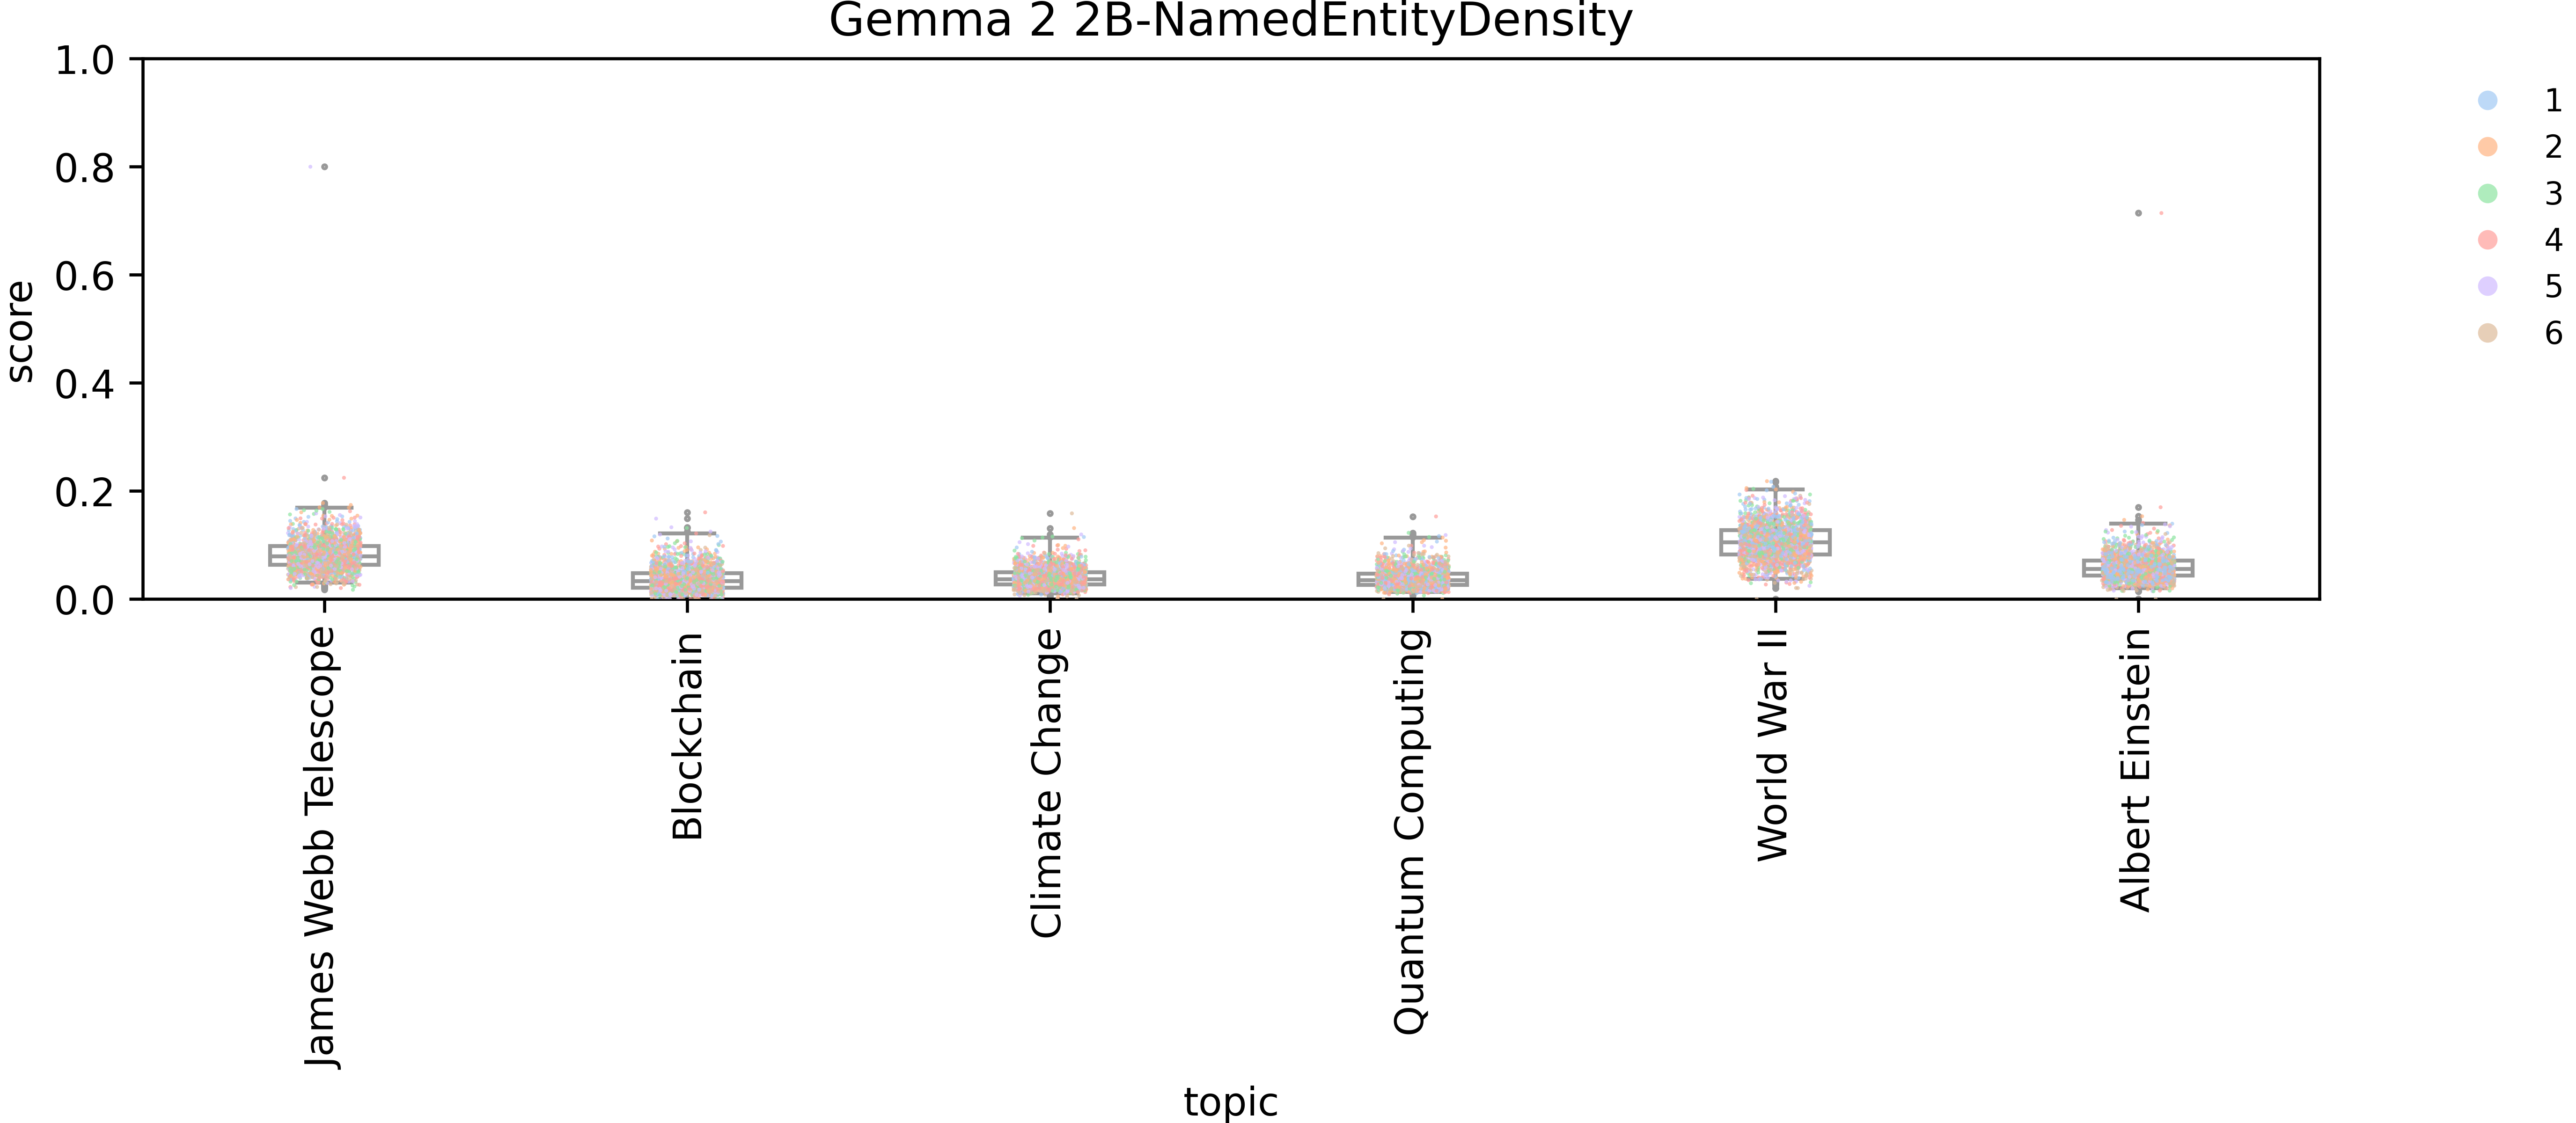 Gemma 2 2B-NamedEntityDensity
1.0
0.8
0.6
0.4
0.2
0.0
score
James Webb Telescope
Blockchain
Climate Change
Quantum Computing
World War II
Albert Einstein
topic
1
2
3
4
5
6